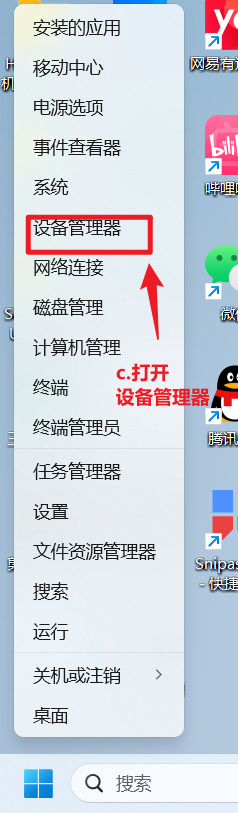 安装的应用
移动中心
电源选项
事件查看器
系统
设备管理器
网络连接
磁盘管理
计算机管理
终端
终端管理员
任务管理器
设置
文件资源管理器
搜索
运行
关机或注销
桌面
c.打开
设备管理器
网易有
哔哩
微
腾讯
Snipas
- 快捷
搜索